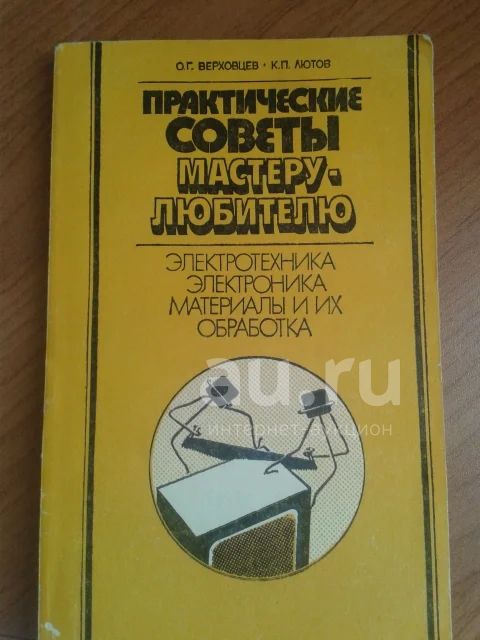 О.Г. ВЕРХОВЦЕВ • К.П. ЛЮТОВ
ПРАКТИЧЕСКИЕ
СОВЕТЫ
МАСТЕРУ-
ЛЮБИТЕЛЮ
ЭЛЕКТРОТЕХНИКА
ЭЛЕКТРОНИКА
МАТЕРИАЛЫ И ИХ
ОБРАБОТКА
au.ru
интернет-аукцион